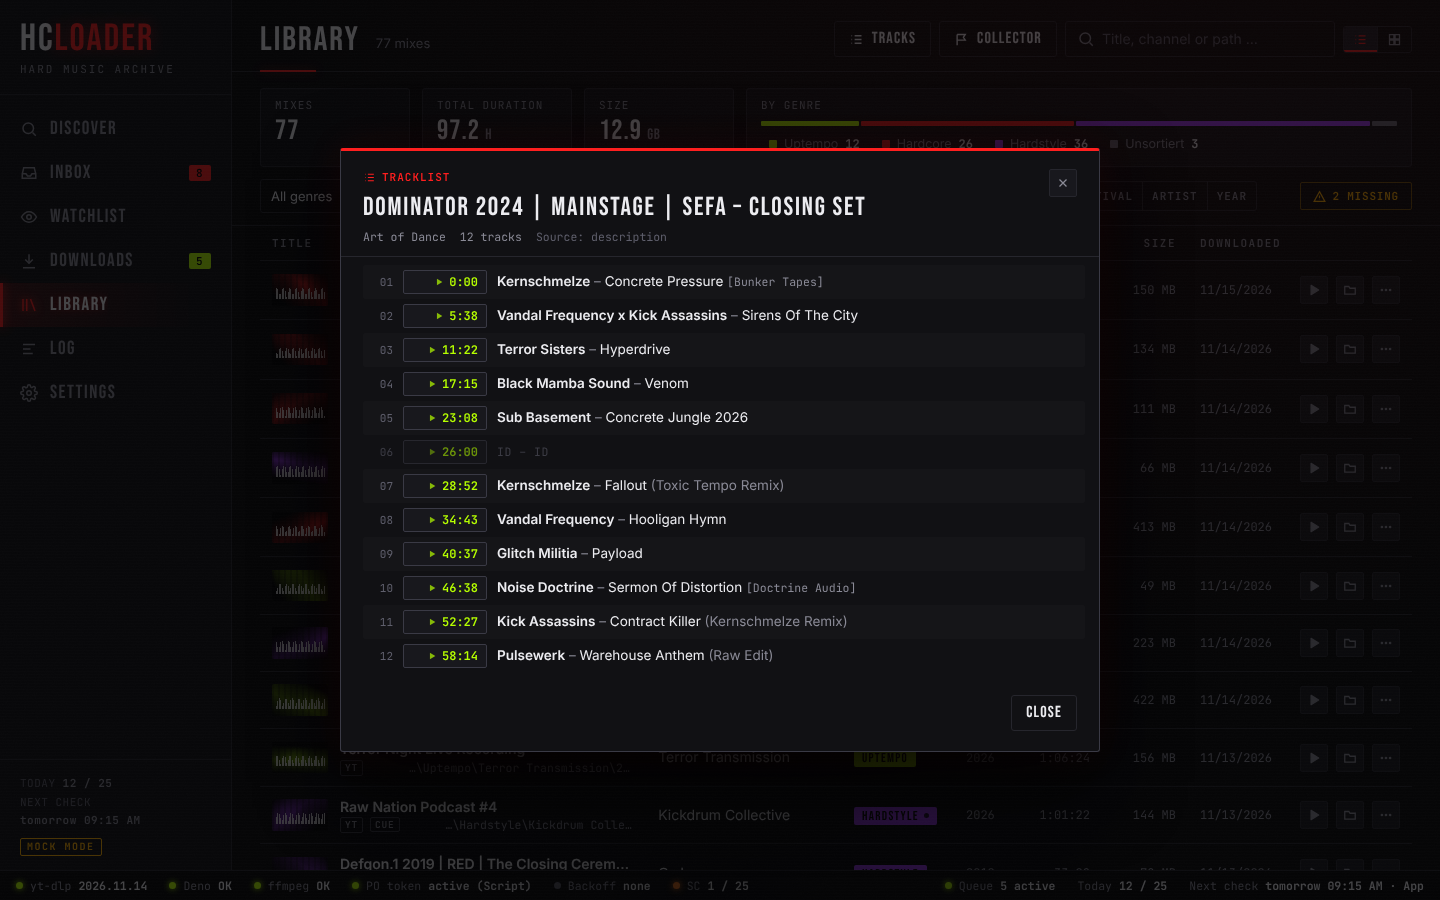 HCLOADER
HARD MUSIC ARCHIVE
DISCOVER
INBOX 8
WATCHLIST
DOWNLOADS 5
LIBRARY
LOG
SETTINGS
TODAY 12 / 25
NEXT CHECK
tomorrow 09:15 AM
MOCK MODE
LIBRARY 77 mixes
TRACKS
COLLECTOR
Title, channel or path …
MIXES
77
TOTAL DURATION
97.2 H
SIZE
12.9 GB
BY GENRE
Uptempo 12 Hardcore 26 Hardstyle 36 Unsortiert 3
All genres
ARTIST
YEAR
2 MISSING
TITLE SIZE DOWNLOADED
TRACKLIST
DOMINATOR 2024 | MAINSTAGE | SEFA – CLOSING SET
Art of Dance 12 tracks Source: description
01 0:00 Kernschmelze – Concrete Pressure [Bunker Tapes]
02 5:38 Vandal Frequency x Kick Assassins – Sirens Of The City
03 11:22 Terror Sisters – Hyperdrive
04 17:15 Black Mamba Sound – Venom
05 23:08 Sub Basement – Concrete Jungle 2026
06 26:00 ID – ID
07 28:52 Kernschmelze – Fallout (Toxic Tempo Remix)
08 34:43 Vandal Frequency – Hooligan Hymn
09 40:37 Glitch Militia – Payload
10 46:38 Noise Doctrine – Sermon Of Distortion [Doctrine Audio]
11 52:27 Kick Assassins – Contract Killer (Kernschmelze Remix)
12 58:14 Pulsewerk – Warehouse Anthem (Raw Edit)
CLOSE
150 MB 11/15/2026
134 MB 11/14/2026
111 MB 11/14/2026
66 MB 11/14/2026
413 MB 11/14/2026
49 MB 11/14/2026
223 MB 11/14/2026
422 MB 11/14/2026
Terror Night Live Recording Terror Transmission UPTEMPO 2026 1:06:24 156 MB 11/13/2026
YT …\Uptempo\Terror Transmission\2…
Raw Nation Podcast #4 Kickdrum Collective HARDSTYLE 2026 1:01:22 144 MB 11/13/2026
YT CUE …\Hardstyle\Kickdrum Colle…
Defqon.1 2019 | RED | The Closing Cerem…
yt-dlp 2026.11.14 Deno OK ffmpeg OK PO token active (Script) Backoff none SC 1 / 25 Queue 5 active Today 12 / 25 Next check tomorrow 09:15 AM · App